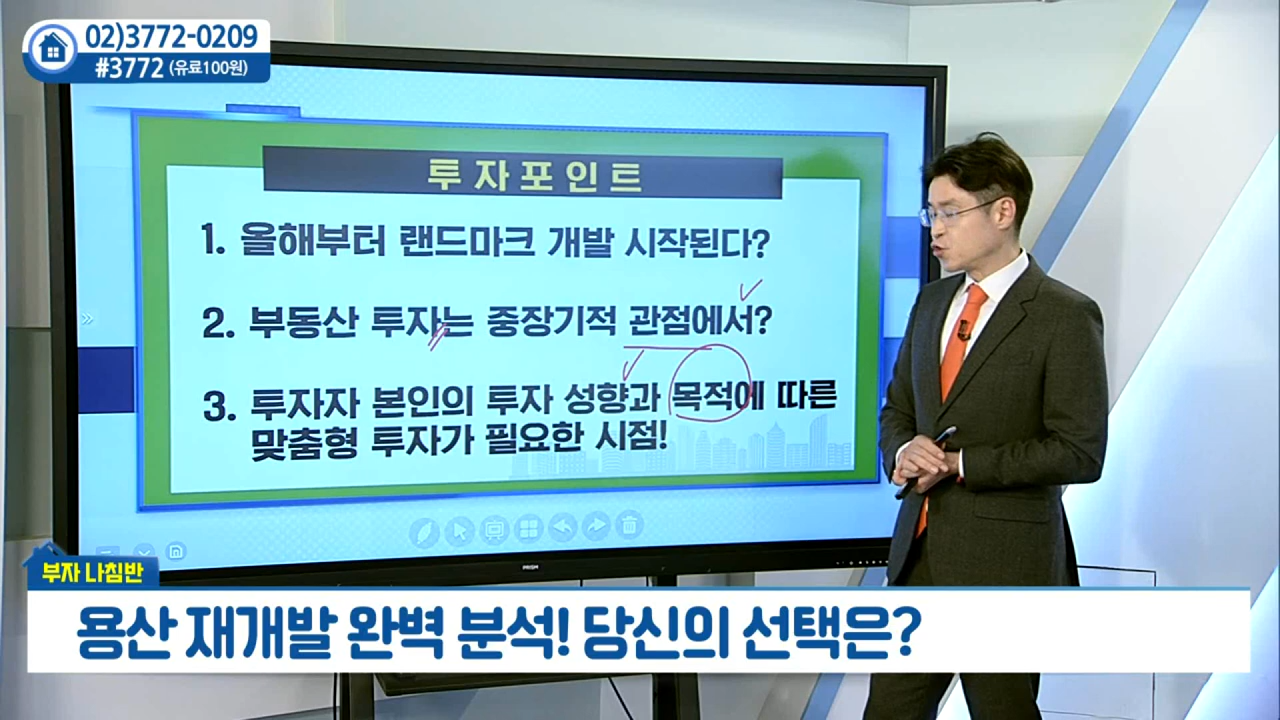 02)3772-0209
#3772 (유료100원)
투자포인트
1. 올해부터 랜드마크 개발 시작된다?
2. 부동산 투자는 중장기적 관점에서?
3. 투자자 본인의 투자 성향과 목적에 따른
맞춤형 투자가 필요한 시점!
PRISM
부자 나침반
용산 재개발 완벽 분석! 당신의 선택은?